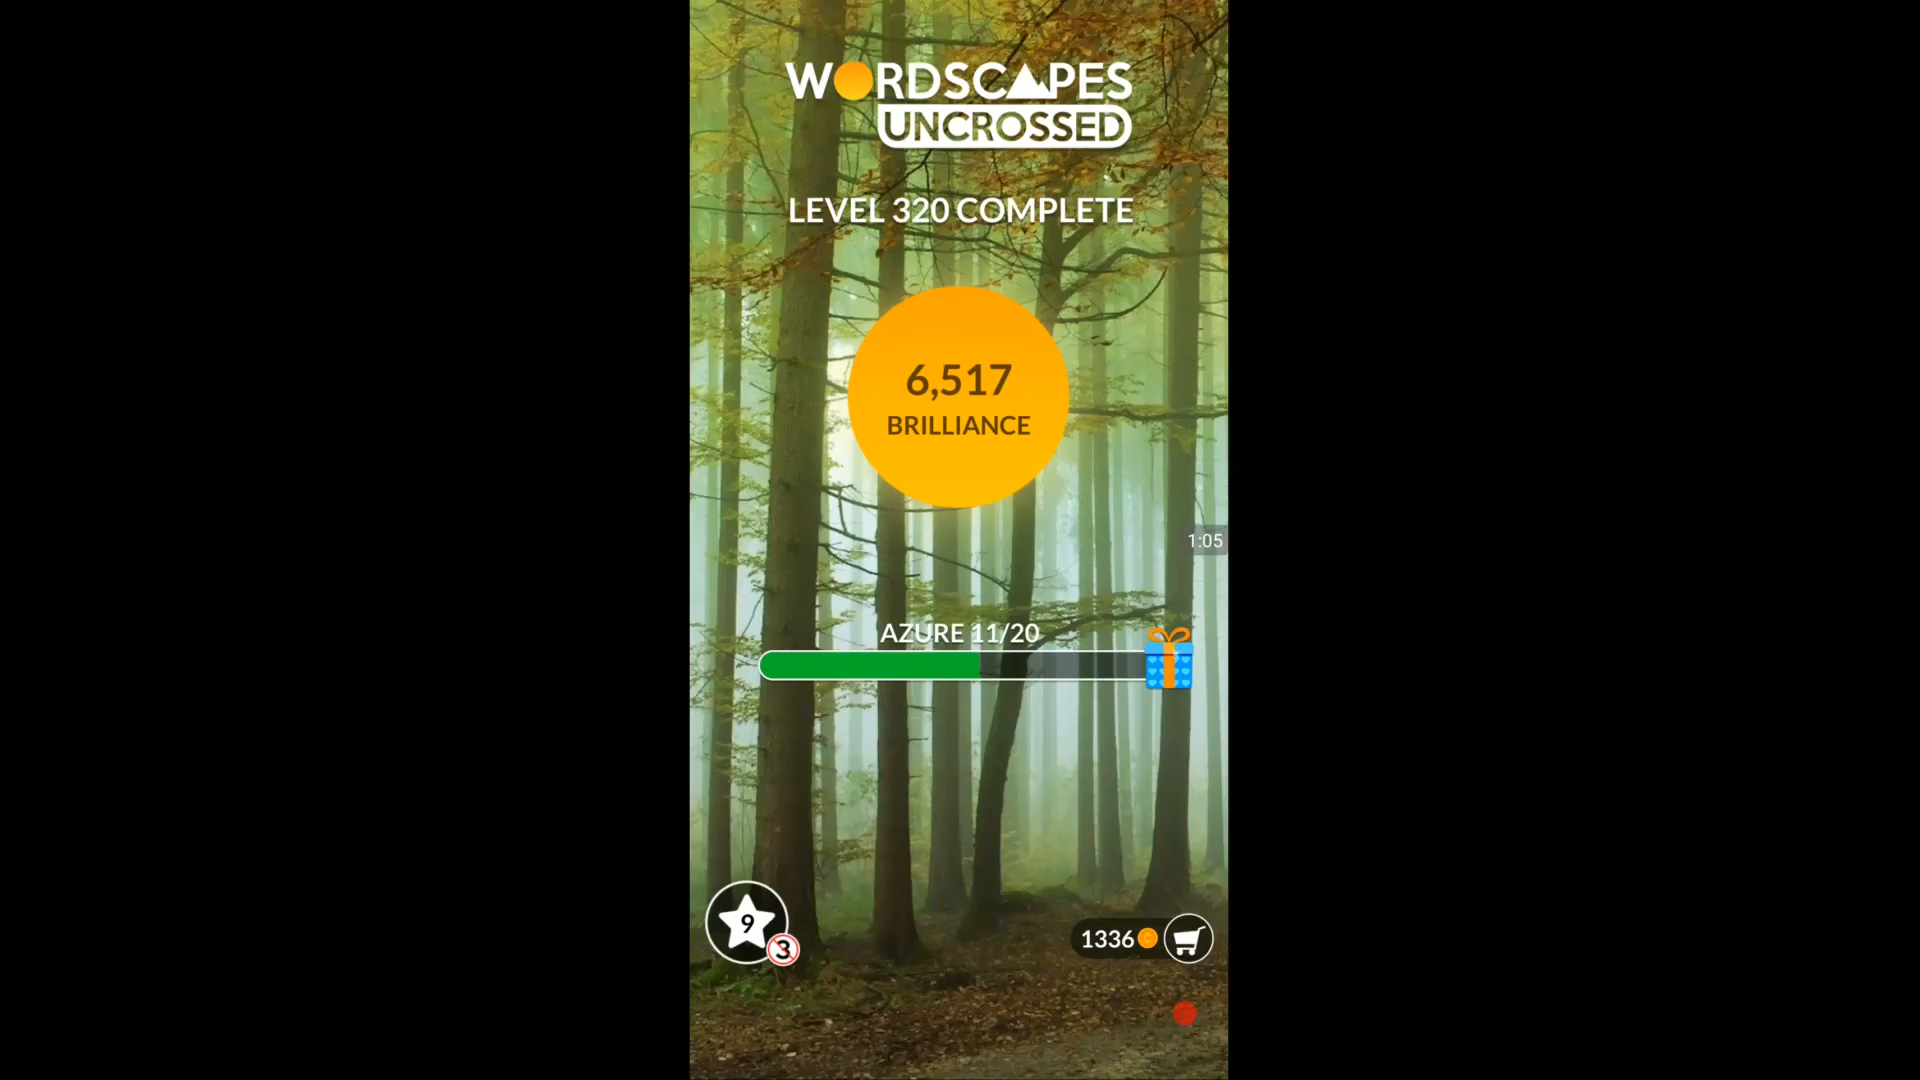 WORDSCAPES
UNCROSSED
LEVEL 320 COMPLETE
6,517
BRILLIANCE
1:05
AZURE 11/20
9
3
1336